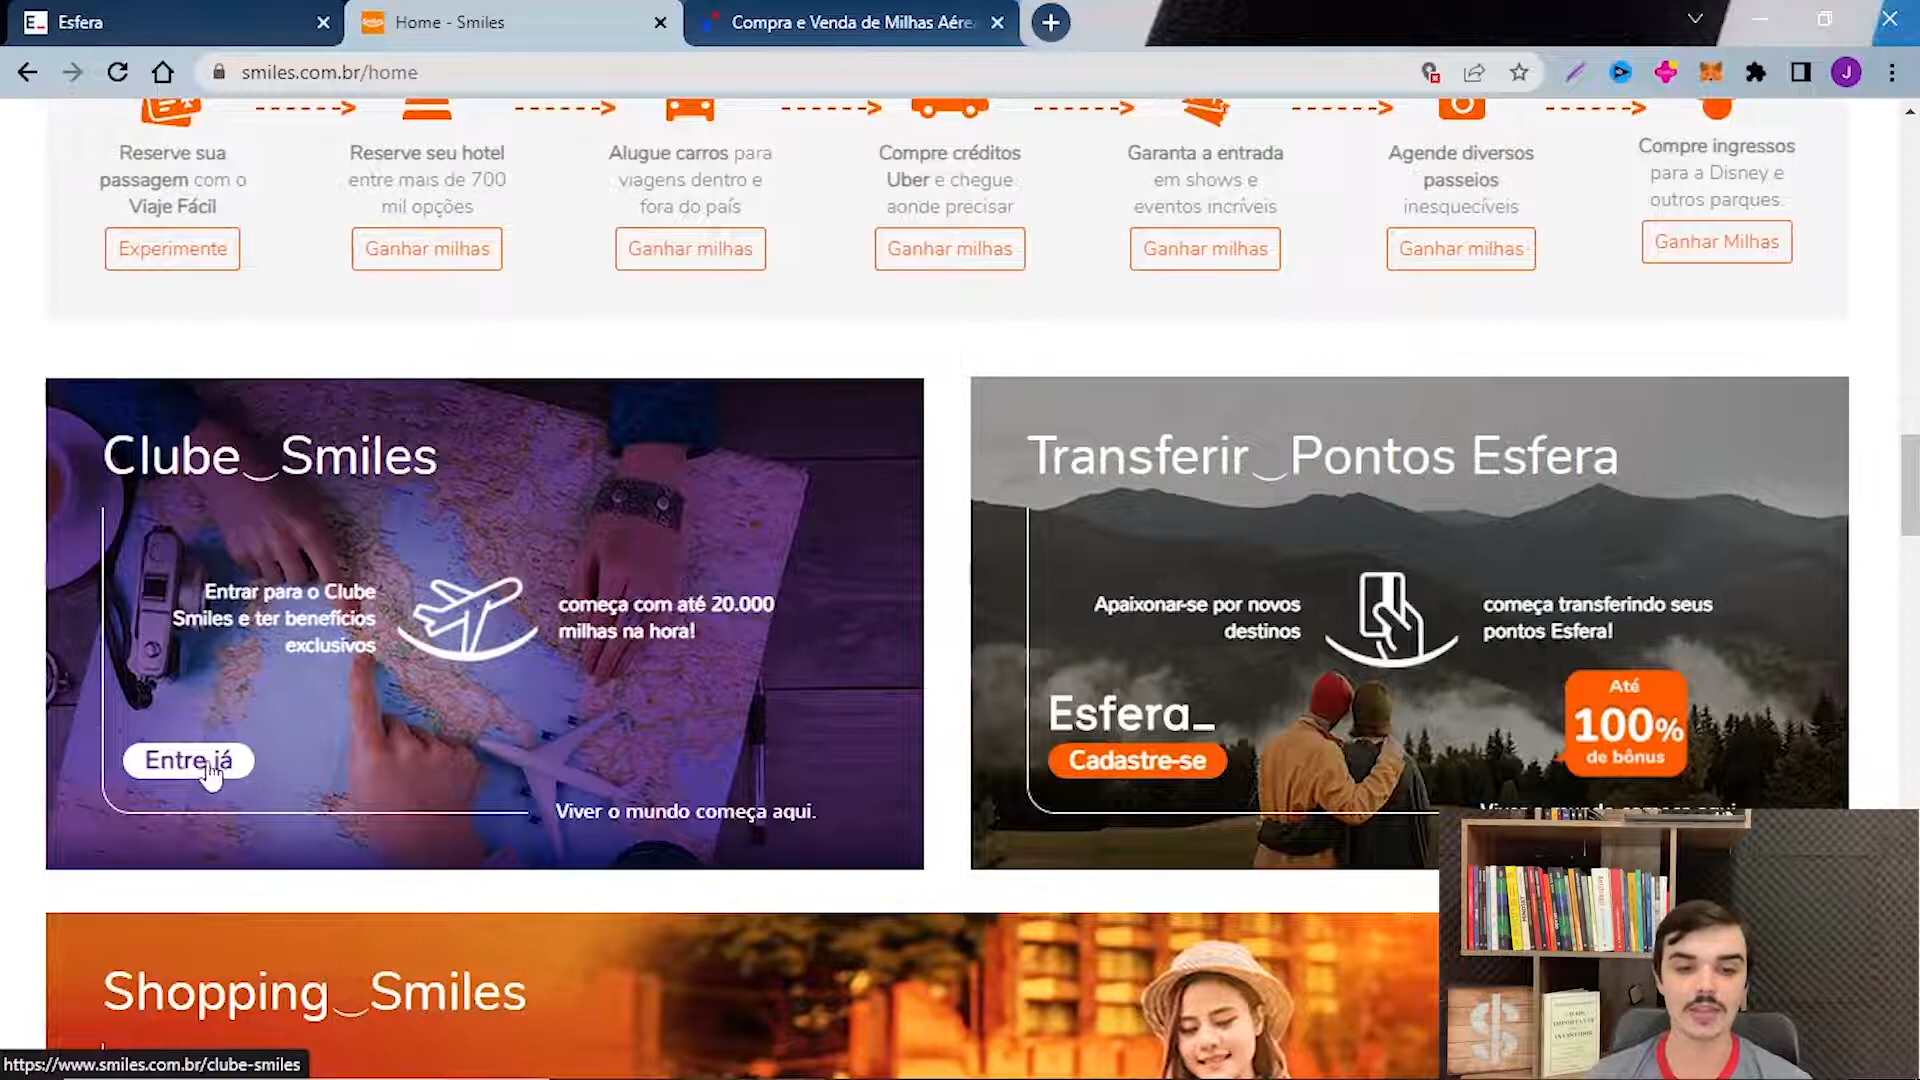 Esfera
Home - Smiles
Compra e Venda de Milhas Aére
smiles.com.br/home
J
Reserve sua
passagem com o
Viaje Fácil
Experimente
Reserve seu hotel
entre mais de 700
mil opções
Ganhar milhas
Alugue carros para
viagens dentro e
fora do país
Ganhar milhas
Compre créditos
Uber e chegue
aonde precisar
Ganhar milhas
Garanta a entrada
em shows e
eventos incríveis
Ganhar milhas
Agende diversos
passeios
inesquecíveis
Ganhar milhas
Compre ingressos
para a Disney e
outros parques.
Ganhar Milhas
Clube Smiles
Entrar para o Clube
Smiles e ter benefícios
exclusivos
começa com até 20.000
milhas na hora!
Entre já
Viver o mundo começa aqui.
Transferir Pontos Esfera
Apaixonar-se por novos
destinos
começa transferindo seus
pontos Esfera!
Esfera_
Cadastre-se
Até
100%
de bônus
Viver o mundo começa aqui.
Shopping Smiles
https://www.smiles.com.br/clube-smiles